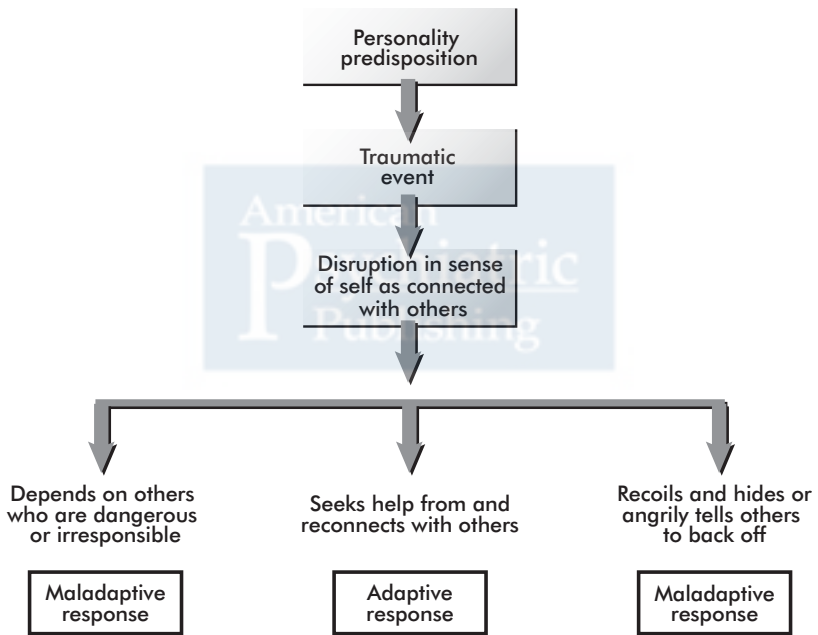 Personality
predisposition
Traumatic
event
American
Psychiatric
Publishing
Disruption in sense
of self as connected
with others
Depends on others
who are dangerous
or irresponsible
Seeks help from and
reconnects with others
Recoils and hides or
angrily tells others
to back off
Maladaptive
response
Adaptive
response
Maladaptive
response